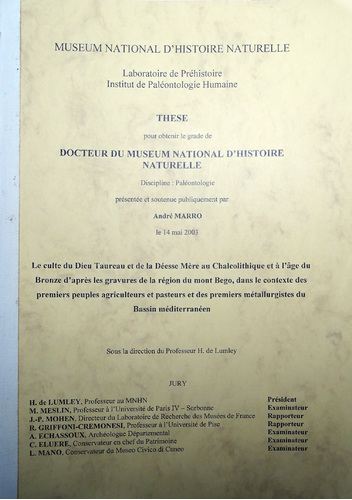 MUSEUM NATIONAL D'HISTOIRE NATURELLE
Laboratoire de Préhistoire
Institut de Paléontologie Humaine
THESE
pour obtenir le grade de
DOCTEUR DU MUSEUM NATIONAL D'HISTOIRE
NATURELLE
Discipline : Paléontologie
présentée et soutenue publiquement par
André MARRO
le 14 mai 2003
Le culte du Dieu Taureau et de la Déesse Mère au Chalcolithique et à l'âge du
Bronze d'après les gravures de la région du mont Bego, dans le contexte des
premiers peuples agriculteurs et pasteurs et des premiers métallurgistes du
Bassin méditerranéen
Sous la direction du Professeur H. de Lumley
JURY
H. de LUMLEY, Professeur au MNHN Président
M. MESLIN, Professeur à l'Université de Paris IV – Sorbonne Examinateur
J.-P. MOHEN, Directeur du Laboratoire de Recherche des Musées de France Rapporteur
R. GRIFFONI-CREMONESI, Professeur à l'Université de Pise Rapporteur
A. ECHASSOUX, Archéologue Départemental Examinateur
C. ELUERE, Conservateur en chef du Patrimoine Examinateur
L. MANO, Conservateur du Museo Civico di Cuneo Examinateur